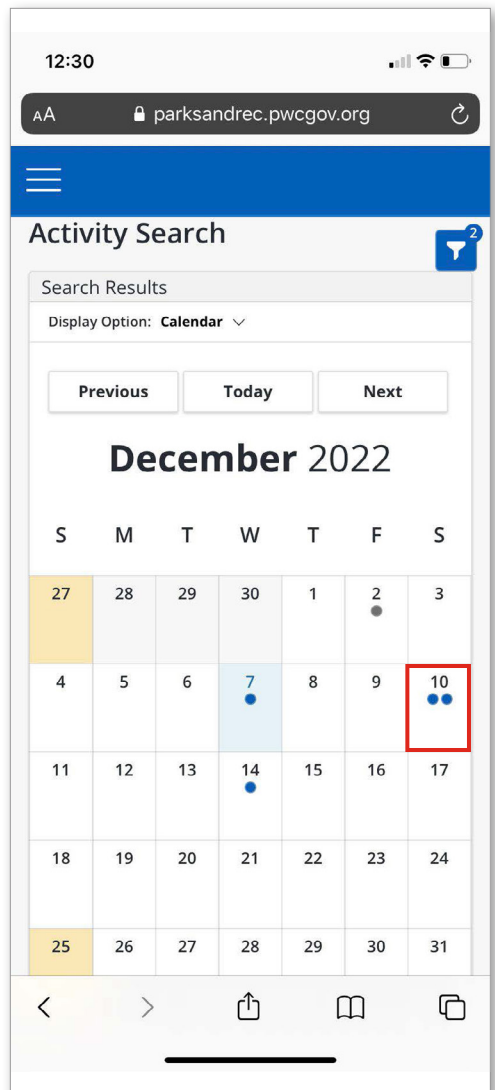 12:30
AA parksandrec.pwcgov.org
Activity Search
2
Search Results
Display Option: Calendar
Previous Today Next
December 2022
S M T W T F S
27 28 29 30 1 2 3
4 5 6 7 8 9 10
11 12 13 14 15 16 17
18 19 20 21 22 23 24
25 26 27 28 29 30 31